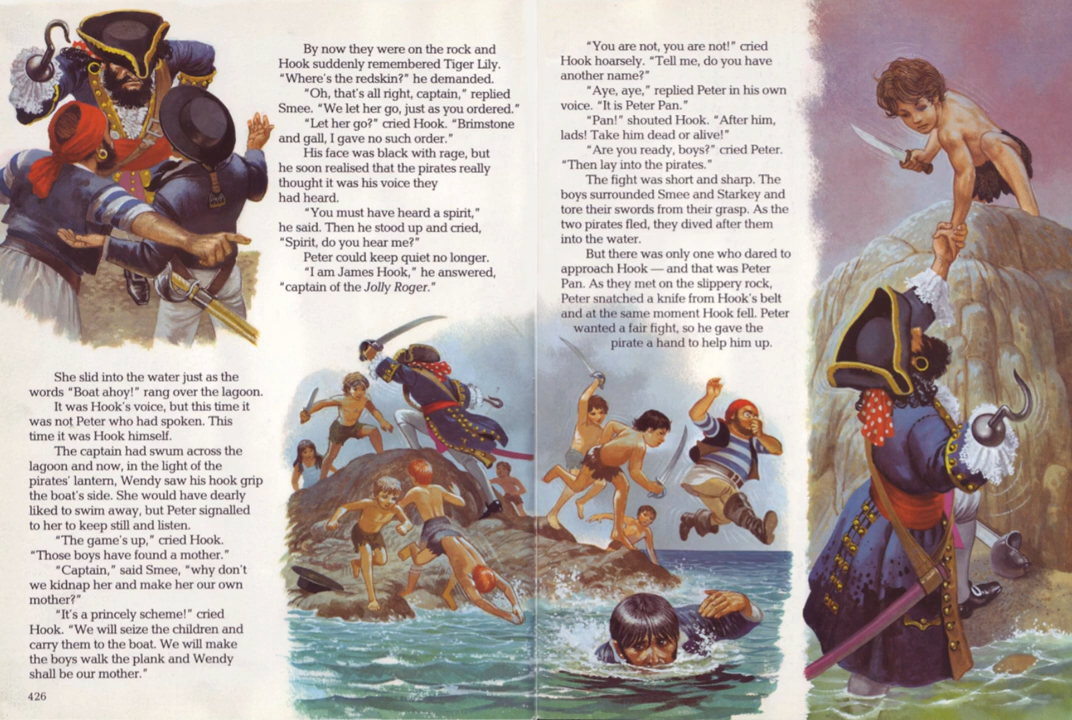 She slid into the water just as the
words "Boat ahoy!" rang over the lagoon.
It was Hook's voice, but this time it
was not Peter who had spoken. This
time it was Hook himself.
The captain had swum across the
lagoon and now, in the light of the
pirates' lantern, Wendy saw his hook grip
the boat's side. She would have dearly
liked to swim away, but Peter signalled
to her to keep still and listen.
"The game's up," cried Hook.
"Those boys have found a mother."
"Captain," said Smee, "why don't
we kidnap her and make her our own
mother?"
"It's a princely scheme!" cried
Hook. "We will seize the children and
carry them to the boat. We will make
the boys walk the plank and Wendy
shall be our mother."
426
By now they were on the rock and
Hook suddenly remembered Tiger Lily.
"Where's the redskin?" he demanded.
"Oh, that's all right, captain," replied
Smee. "We let her go, just as you ordered."
"Let her go?" cried Hook. "Brimstone
and gall, I gave no such order."
His face was black with rage, but
he soon realised that the pirates really
thought it was his voice they
had heard.
"You must have heard a spirit,"
he said. Then he stood up and cried,
"Spirit, do you hear me?"
Peter could keep quiet no longer.
"I am James Hook," he answered,
"captain of the Jolly Roger."
"You are not, you are not!" cried
Hook hoarsely. "Tell me, do you have
another name?"
"Aye, aye," replied Peter in his own
voice. "It is Peter Pan."
"Pan!" shouted Hook. "After him,
lads! Take him dead or alive!"
"Are you ready, boys?" cried Peter.
"Then lay into the pirates."
The fight was short and sharp. The
boys surrounded Smee and Starkey and
tore their swords from their grasp. As the
two pirates fled, they dived after them
into the water.
But there was only one who dared to
approach Hook — and that was Peter
Pan. As they met on the slippery rock,
Peter snatched a knife from Hook's belt
and at the same moment Hook fell. Peter
wanted a fair fight, so he gave the
pirate a hand to help him up.